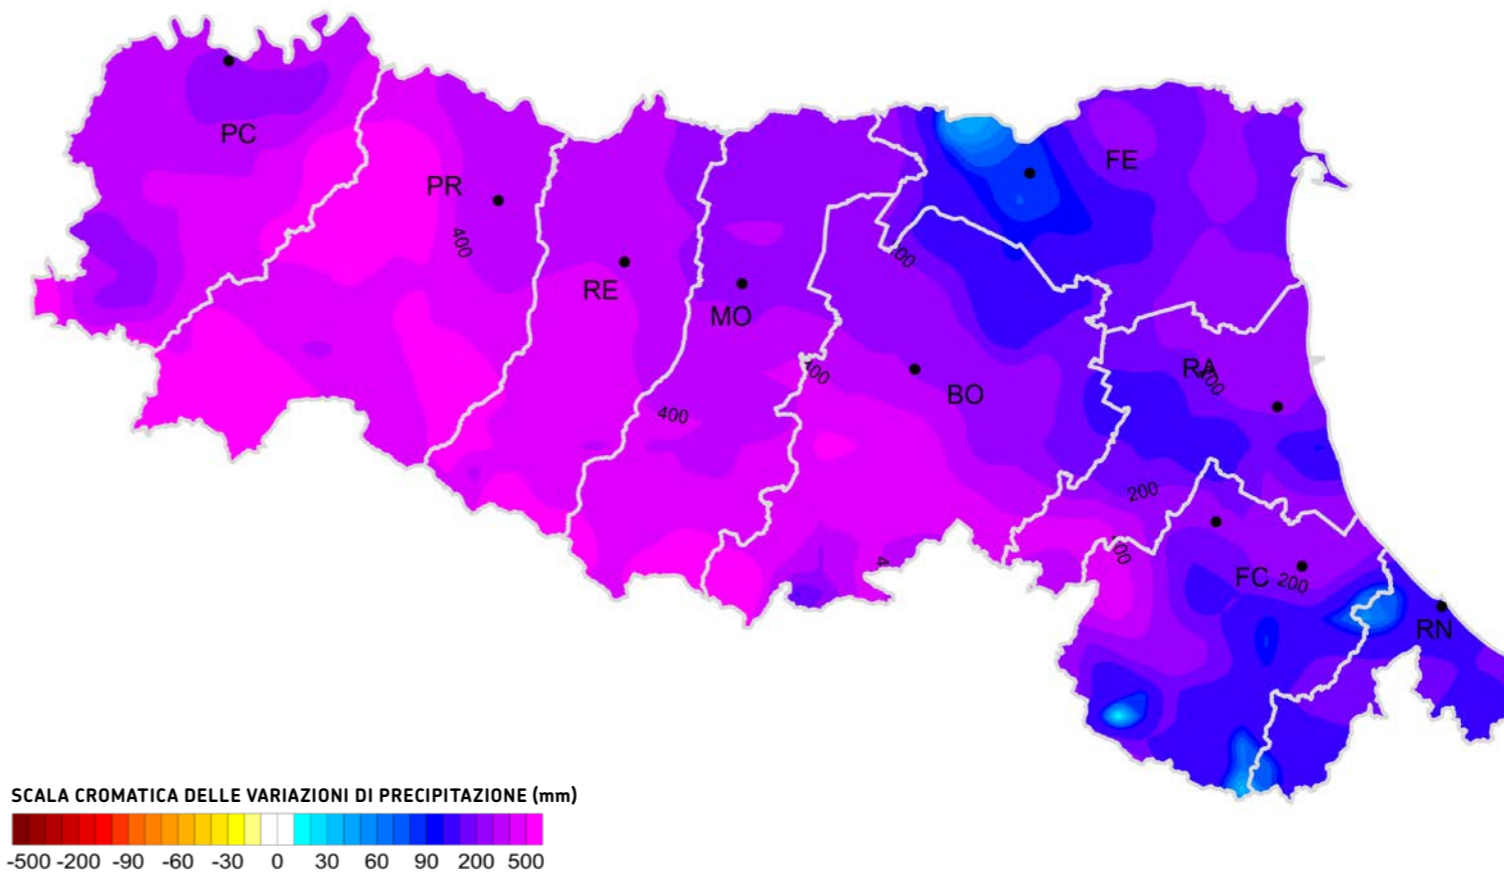 PC
FE
PR
400
RE
MO
BO
RA
400
200
FC
200
RN
SCALA CROMATICA DELLE VARIAZIONI DI PRECIPITAZIONE (mm)
-500 -200 -90 -60 -30 0 30 60 90 200 500